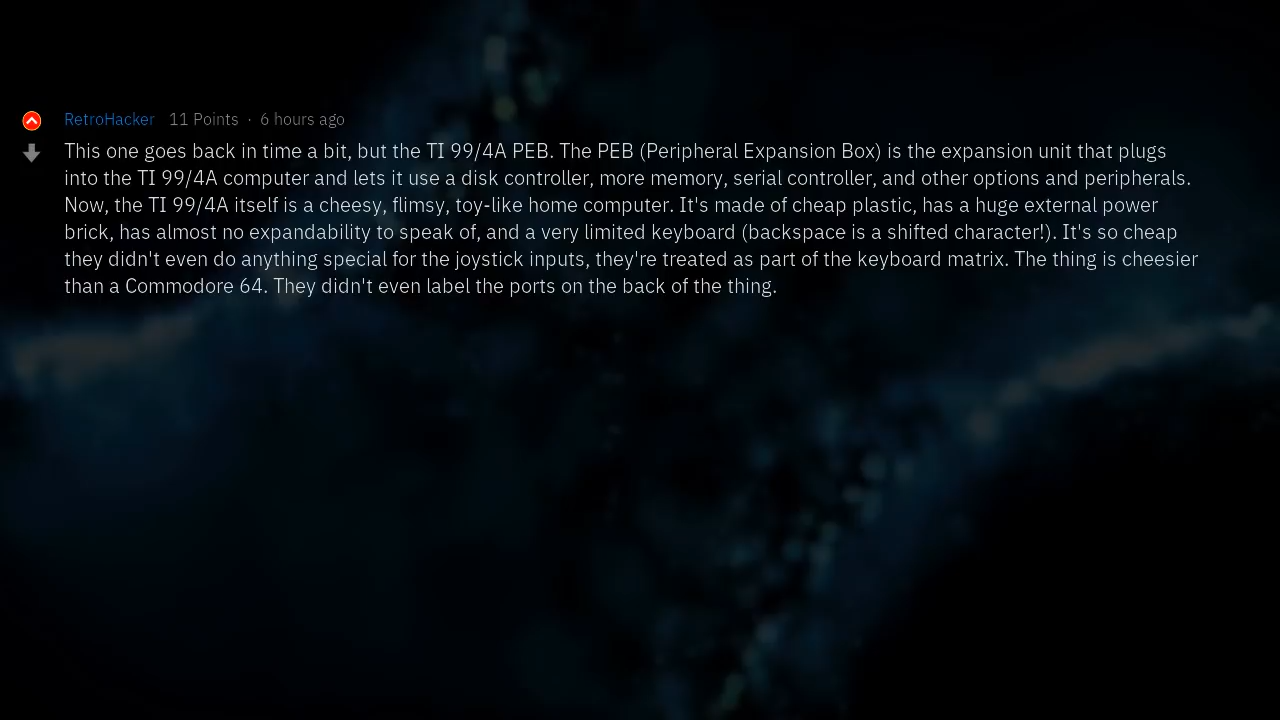 RetroHacker 11 Points · 6 hours ago
This one goes back in time a bit, but the TI 99/4A PEB. The PEB (Peripheral Expansion Box) is the expansion unit that plugs
into the TI 99/4A computer and lets it use a disk controller, more memory, serial controller, and other options and peripherals.
Now, the TI 99/4A itself is a cheesy, flimsy, toy-like home computer. It's made of cheap plastic, has a huge external power
brick, has almost no expandability to speak of, and a very limited keyboard (backspace is a shifted character!). It's so cheap
they didn't even do anything special for the joystick inputs, they're treated as part of the keyboard matrix. The thing is cheesier
than a Commodore 64. They didn't even label the ports on the back of the thing.